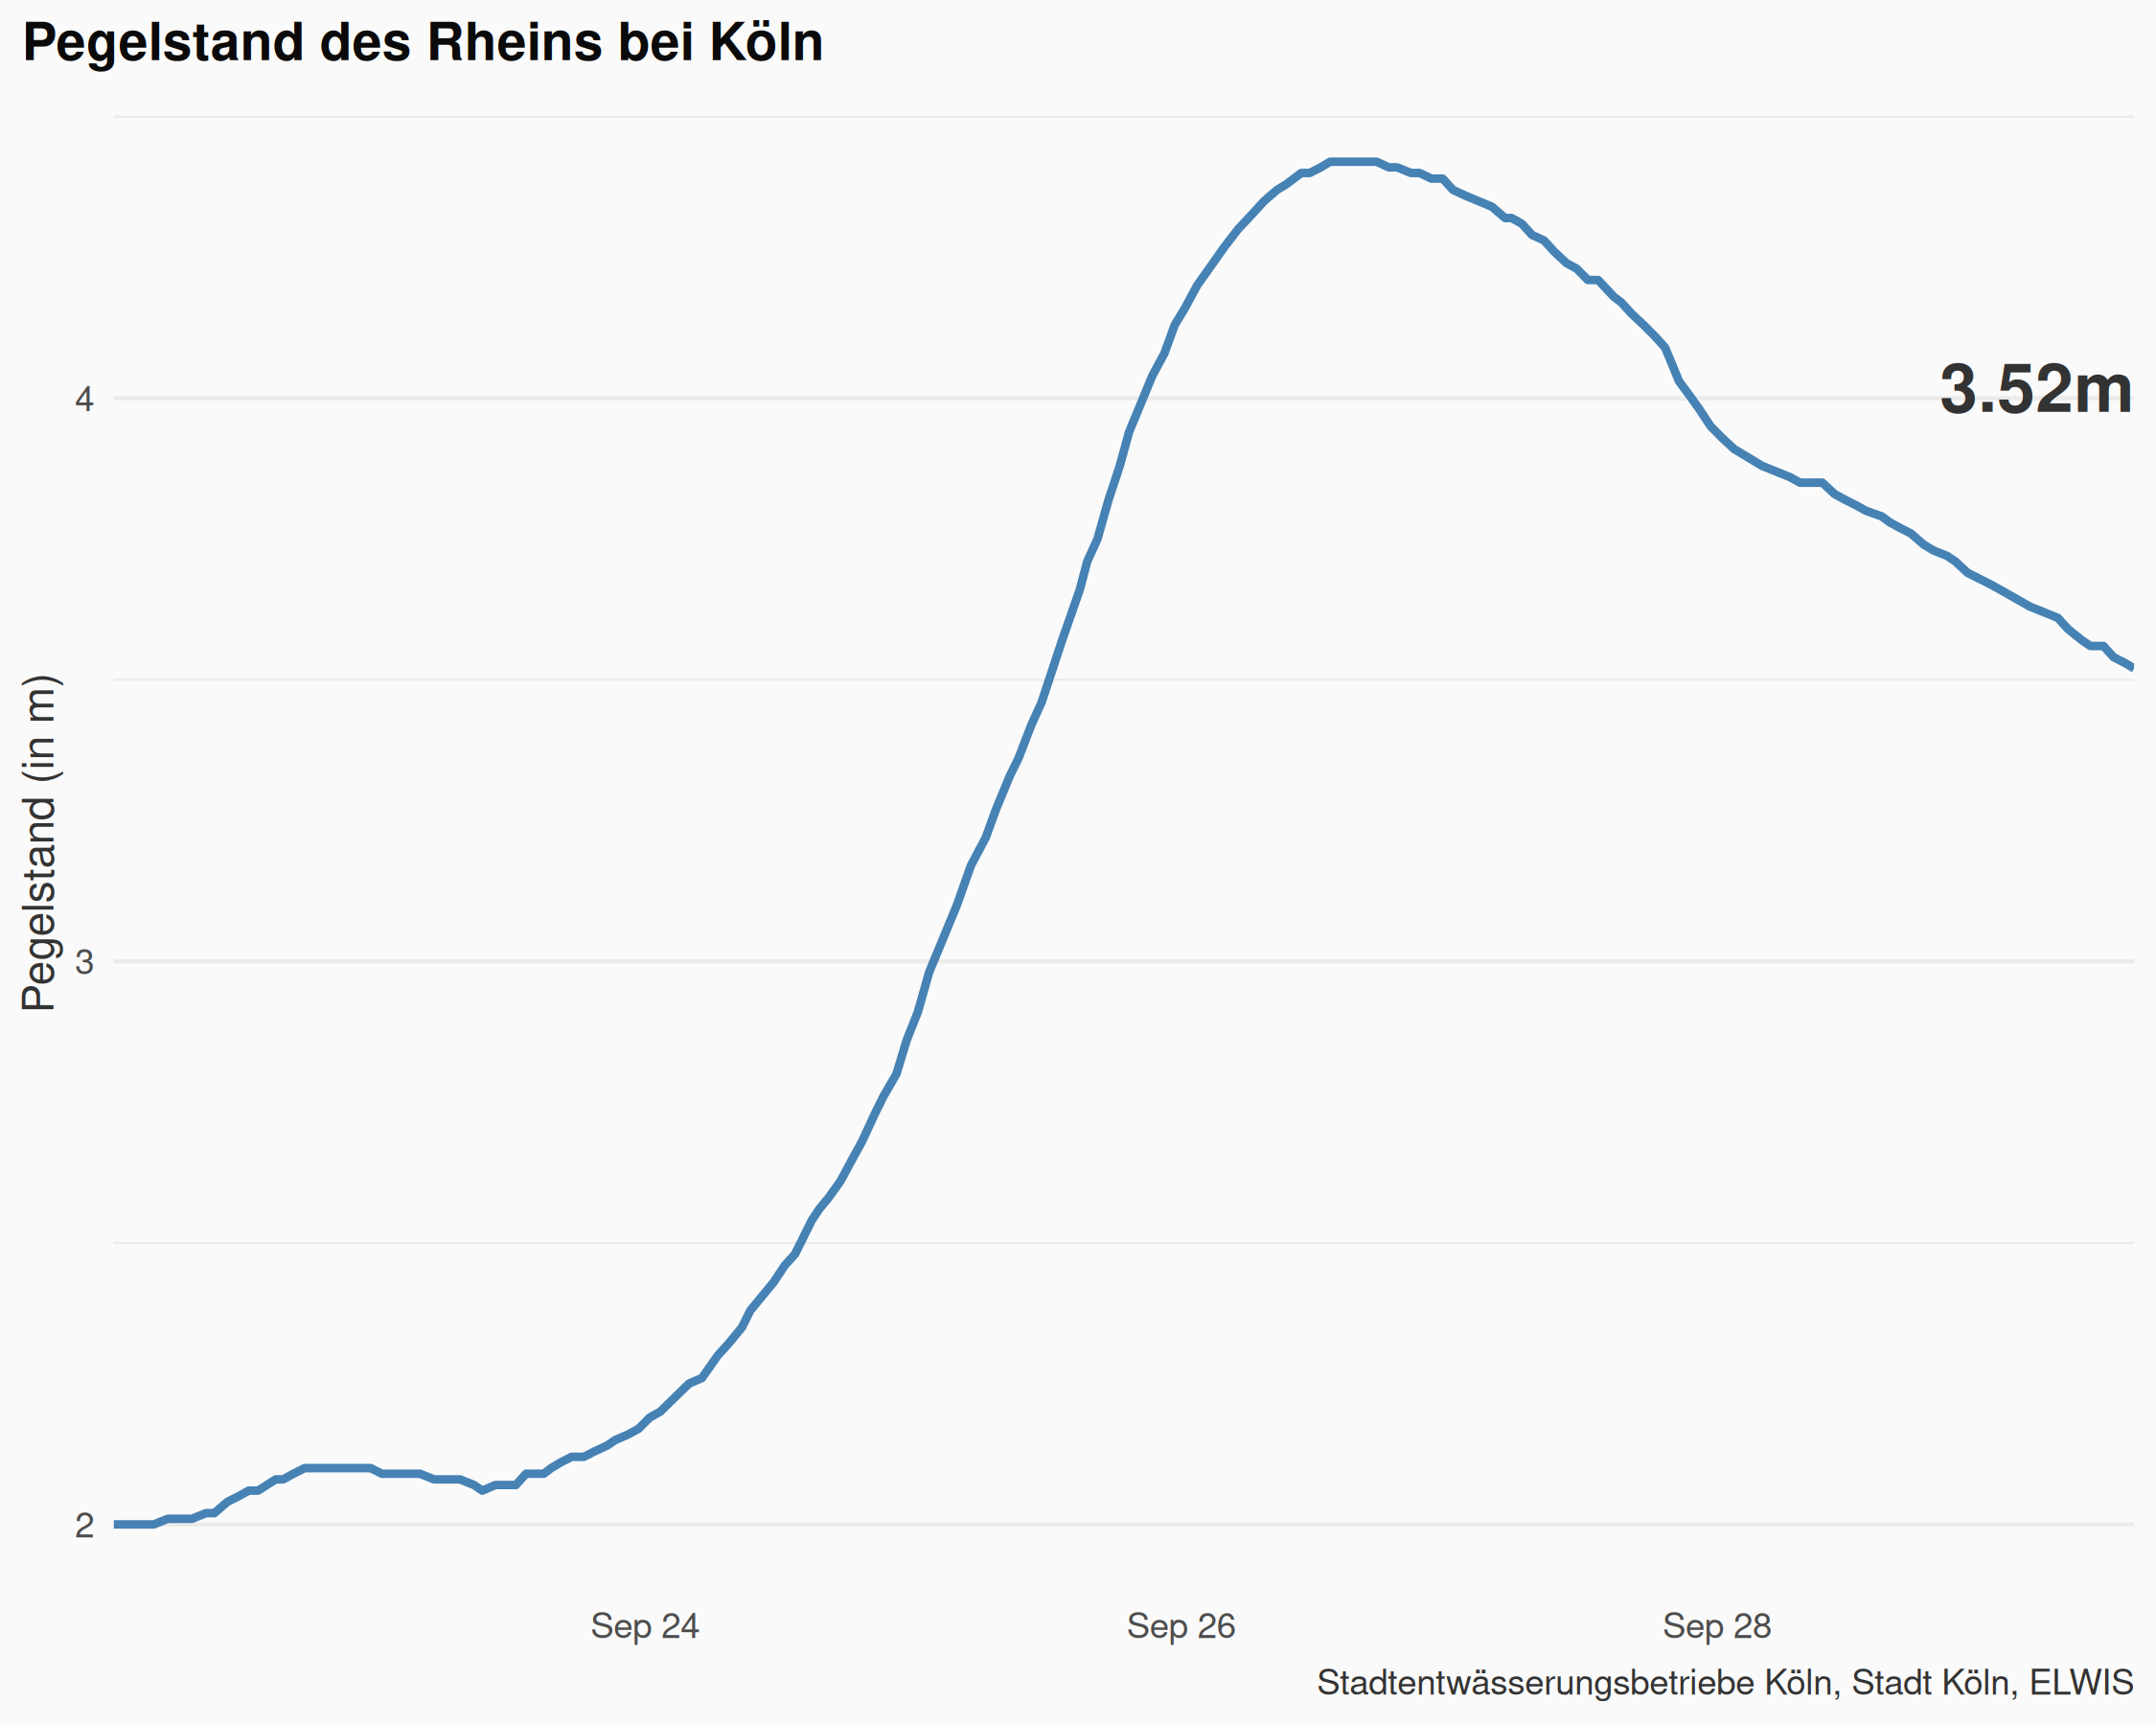 Pegelstand des Rheins bei Köln
3.52m
4
3
2
Pegelstand (in m)
Sep 24
Sep 26
Sep 28
Stadtentwässerungsbetriebe Köln, Stadt Köln, ELWIS